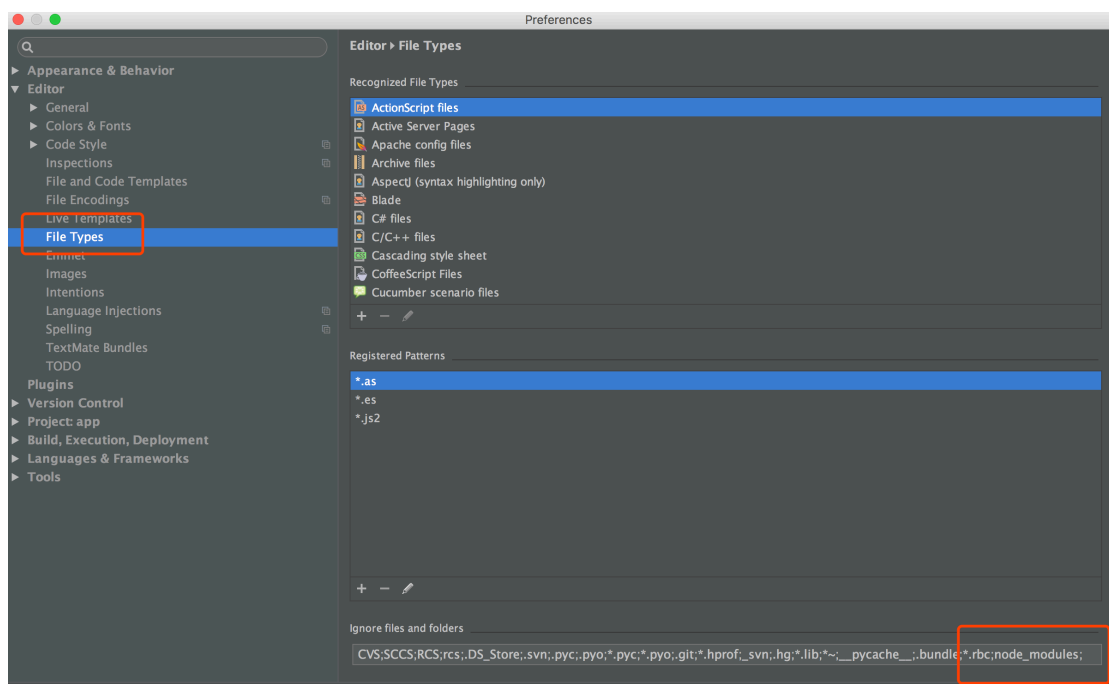 Preferences
Appearance & Behavior
Editor
General
Colors & Fonts
Code Style
Inspections
File and Code Templates
File Encodings
Live Templates
File Types
Emmet
Images
Intentions
Language Injections
Spelling
TextMate Bundles
TODO
Plugins
Version Control
Project: app
Build, Execution, Deployment
Languages & Frameworks
Tools
Editor › File Types
Recognized File Types
ActionScript files
Active Server Pages
Apache config files
Archive files
AspectJ (syntax highlighting only)
Blade
C# files
C/C++ files
Cascading style sheet
CoffeeScript Files
Cucumber scenario files
Registered Patterns
*.as
*.es
*.js2
Ignore files and folders
CVS;SCCS;RCS;rcs;.DS_Store;.svn;.pyc;.pyo;*.pyc;*.pyo;.git;*.hprof;_svn;.hg;*.lib;*~;__pycache__;.bundle;*.rbc;node_modules;